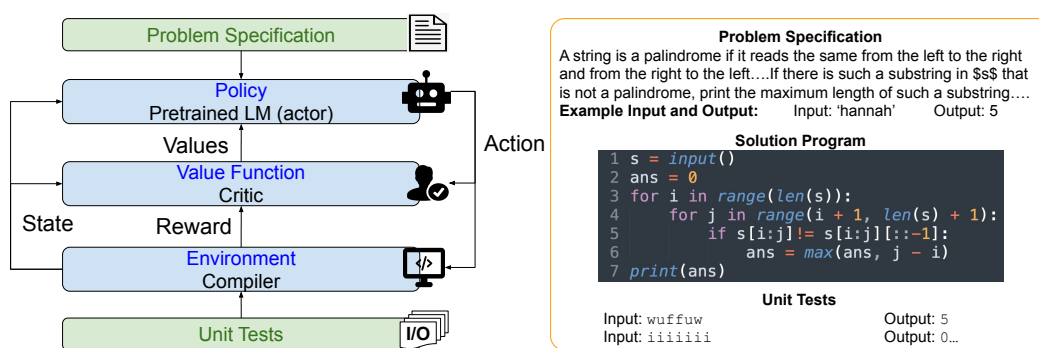 Problem Specification
Policy
Pretrained LM (actor)
Values
Action
Value Function
Critic
State
Reward
Environment
</>
Compiler
Unit Tests
I/O
Problem Specification
A string is a palindrome if it reads the same from the left to the right
and from the right to the left….If there is such a substring in $s$ that
is not a palindrome, print the maximum length of such a substring….
Example Input and Output: Input: ‘hannah’ Output: 5
Solution Program
1 s = input()
2 ans = 0
3 for i in range(len(s)):
4 for j in range(i + 1, len(s) + 1):
5 if s[i:j]!= s[i:j][::-1]:
6 ans = max(ans, j - i)
7 print(ans)
Unit Tests
Input: wuffuw Output: 5
Input: iiiiiii Output: 0…